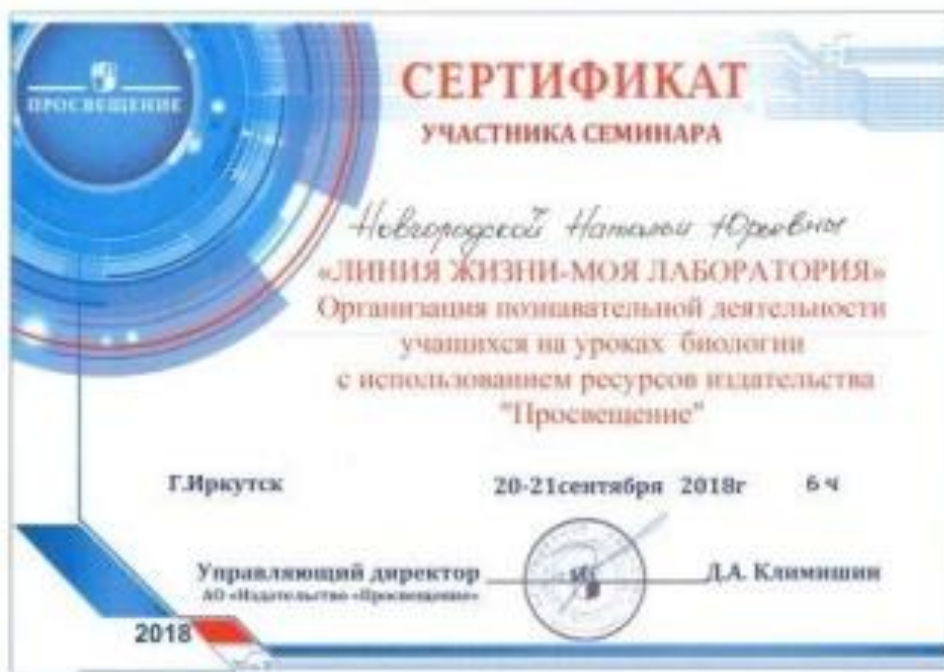 ПРОСВЕЩЕНИЕ
СЕРТИФИКАТ
УЧАСТНИКА СЕМИНАРА
Новгородской Натальи Юрьевны
«ЛИНИЯ ЖИЗНИ-МОЯ ЛАБОРАТОРИЯ»
Организация познавательной деятельности
учащихся на уроках биологии
с использованием ресурсов издательства
"Просвещение"
Г.Иркутск 20-21сентября 2018г 6 ч
Управляющий директор Д.А. Климишин
АО «Издательство «Просвещение»
2018